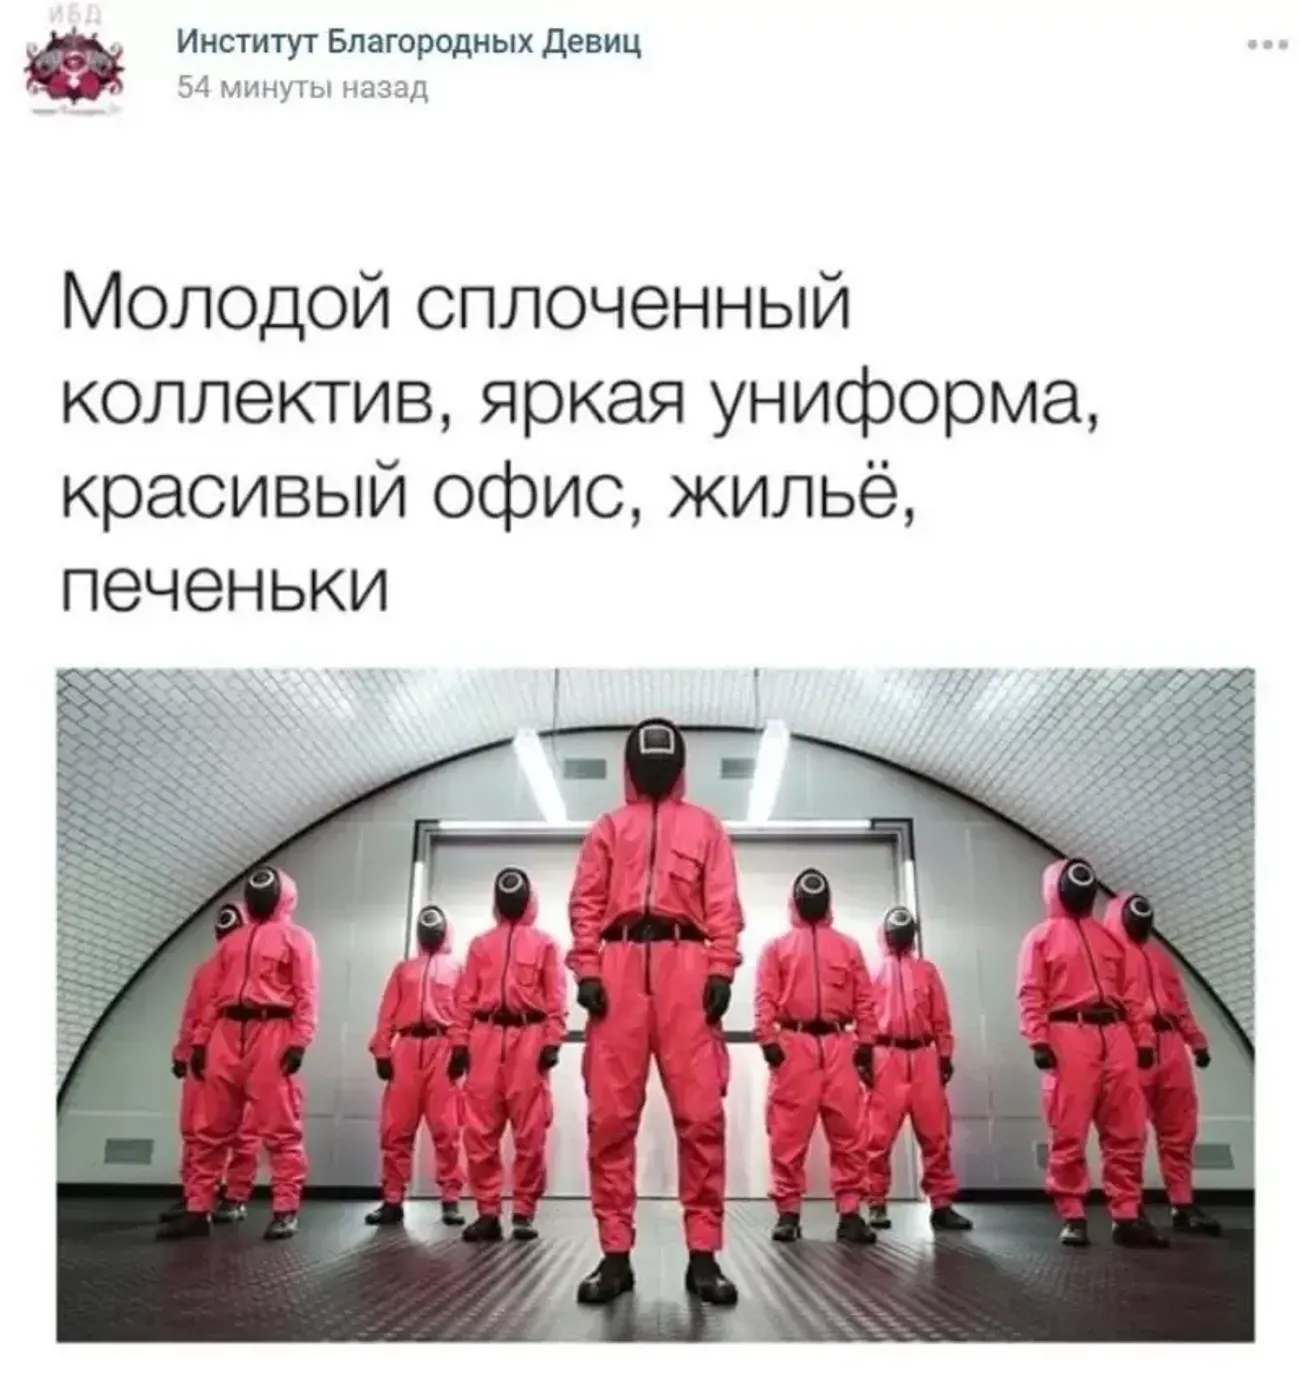 ИБД
Институт Благородных Девиц
54 минуты назад
Молодой сплоченный
коллектив, яркая униформа,
красивый офис, жильё,
печеньки